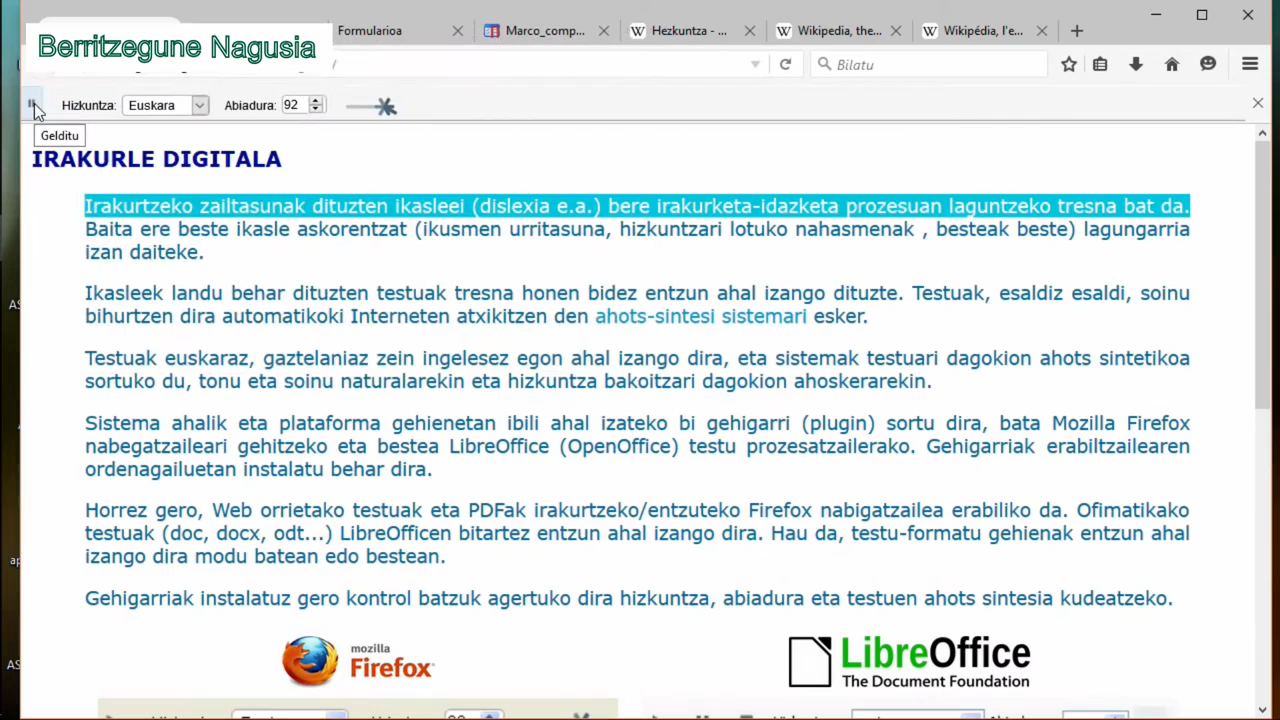 Berritzegune Nagusia
Formularioa
Marco_comp...
Hezkuntza - ...
Wikipedia, the...
Wikipédia, l'e...
Bilatu
Hizkuntza: Euskara Abiadura: 92
Gelditu
IRAKURLE DIGITALA
Irakurtzeko zailtasunak dituzten ikasleei (dislexia e.a.) bere irakurketa-idazketa prozesuan laguntzeko tresna bat da.
Baita ere beste ikasle askorentzat (ikusmen urritasuna, hizkuntzari lotuko nahasmenak , besteak beste) lagungarria
izan daiteke.
Ikasleek landu behar dituzten testuak tresna honen bidez entzun ahal izango dituzte. Testuak, esaldiz esaldi, soinu
bihurtzen dira automatikoki Interneten atxikitzen den ahots-sintesi sistemari esker.
Testuak euskaraz, gaztelaniaz zein ingelesez egon ahal izango dira, eta sistemak testuari dagokion ahots sintetikoa
sortuko du, tonu eta soinu naturalarekin eta hizkuntza bakoitzari dagokion ahoskerarekin.
Sistema ahalik eta plataforma gehienetan ibili ahal izateko bi gehigarri (plugin) sortu dira, bata Mozilla Firefox
nabegatzaileari gehitzeko eta bestea LibreOffice (OpenOffice) testu prozesatzailerako. Gehigarriak erabiltzailearen
ordenagailuetan instalatu behar dira.
Horrez gero, Web orrietako testuak eta PDFak irakurtzeko/entzuteko Firefox nabigatzailea erabiliko da. Ofimatikako
testuak (doc, docx, odt...) LibreOfficen bitartez entzun ahal izango dira. Hau da, testu-formatu gehienak entzun ahal
izango dira modu batean edo bestean.
Gehigarriak instalatuz gero kontrol batzuk agertuko dira hizkuntza, abiadura eta testuen ahots sintesia kudeatzeko.
mozilla
Firefox
LibreOffice
The Document Foundation